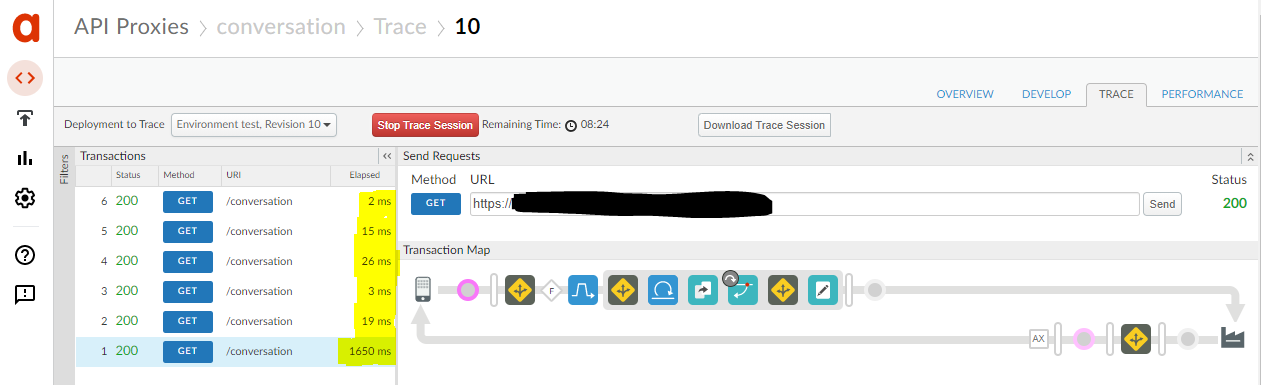 a
API Proxies > conversation > Trace > 10
OVERVIEW DEVELOP TRACE PERFORMANCE
Deployment to Trace Environment test, Revision 10 Stop Trace Session Remaining Time: 08:24 Download Trace Session
Filters
Transactions <<
Status Method URI Elapsed
6 200 GET /conversation 2 ms
5 200 GET /conversation 15 ms
4 200 GET /conversation 26 ms
3 200 GET /conversation 3 ms
2 200 GET /conversation 19 ms
1 200 GET /conversation 1650 ms
Send Requests
Method URL Status
GET https:// Send 200
Transaction Map
F
AX